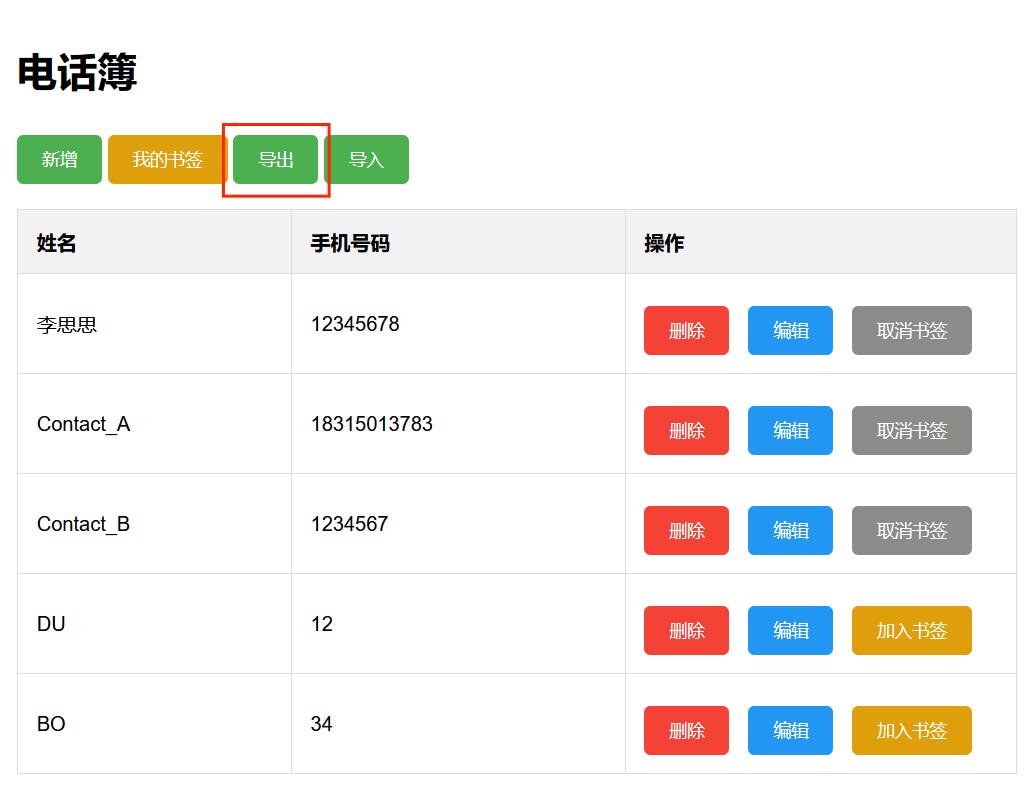 电话簿
新增 我的书签 导出 导入
姓名 手机号码 操作
李思思 12345678 删除 编辑 取消书签
Contact_A 18315013783 删除 编辑 取消书签
Contact_B 1234567 删除 编辑 取消书签
DU 12 删除 编辑 加入书签
BO 34 删除 编辑 加入书签